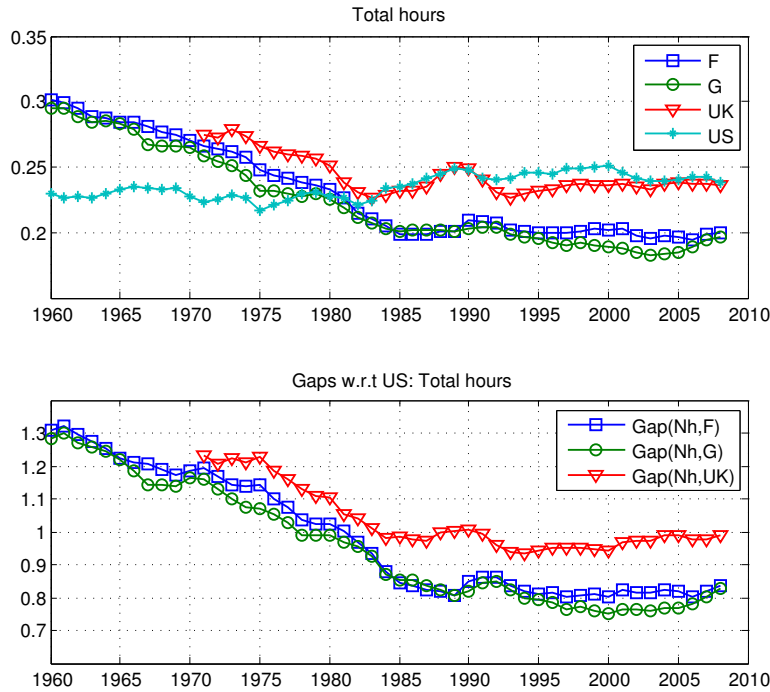 Total hours
0.35
0.3
0.25
0.2
F
G
UK
US
1960 1965 1970 1975 1980 1985 1990 1995 2000 2005 2010
Gaps w.r.t US: Total hours
1.3
1.2
1.1
1
0.9
0.8
0.7
Gap(Nh,F)
Gap(Nh,G)
Gap(Nh,UK)
1960 1965 1970 1975 1980 1985 1990 1995 2000 2005 2010